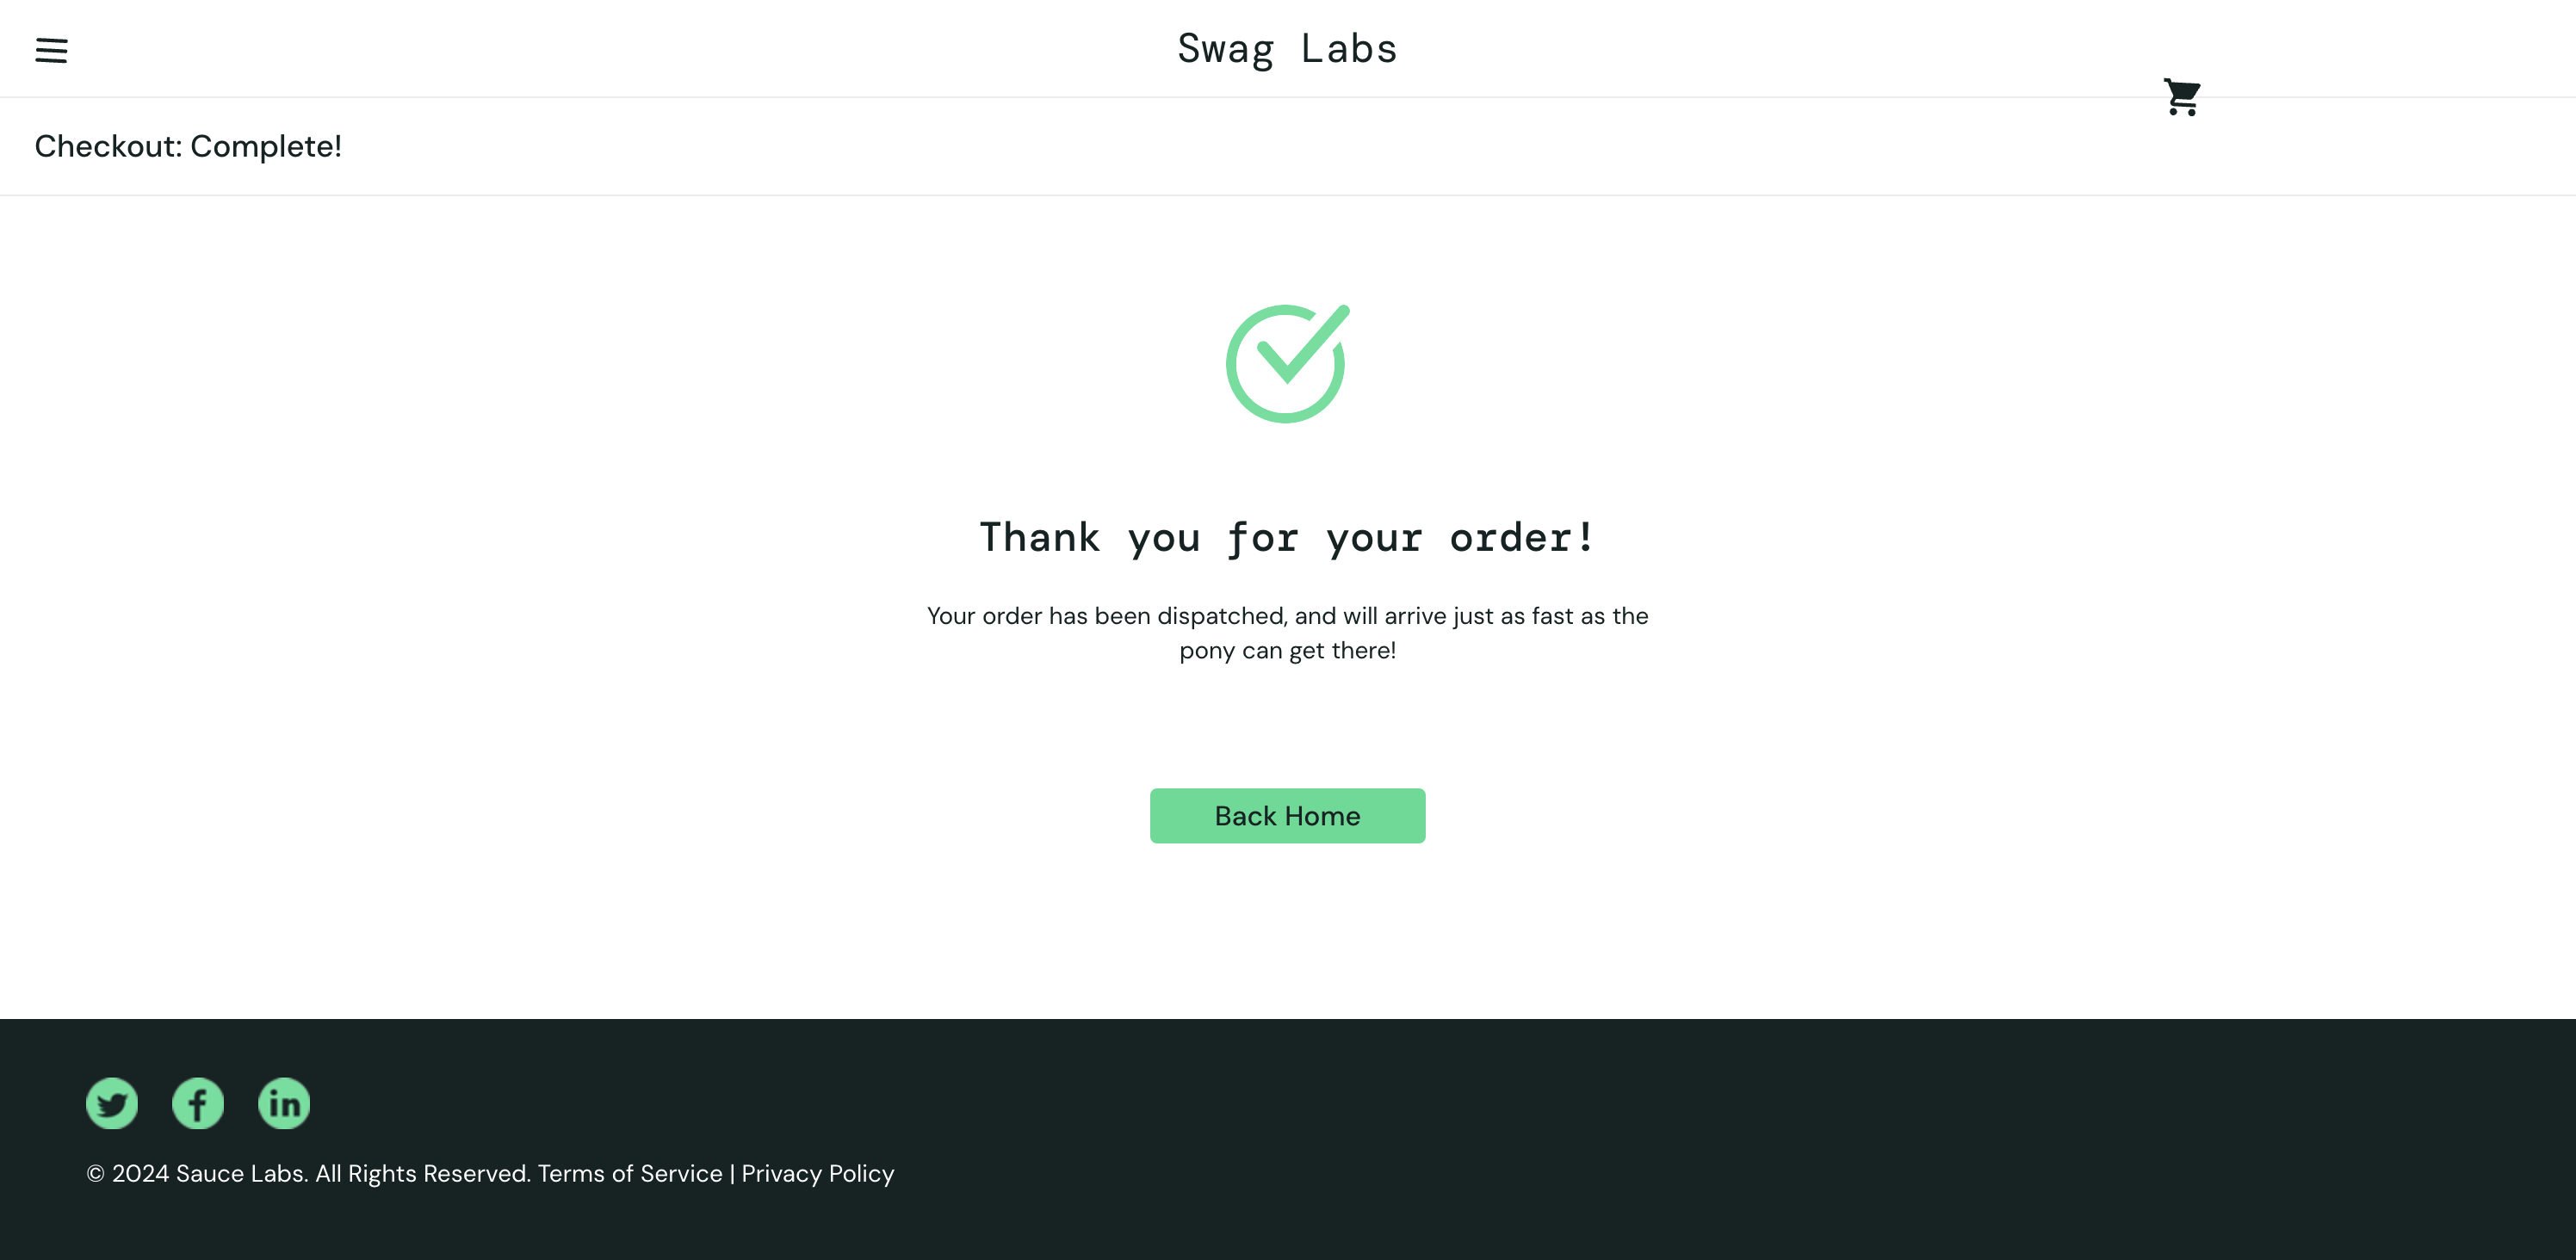 Swag Labs
Checkout: Complete!
Thank you for your order!
Your order has been dispatched, and will arrive just as fast as the
pony can get there!
Back Home
© 2024 Sauce Labs. All Rights Reserved. Terms of Service | Privacy Policy